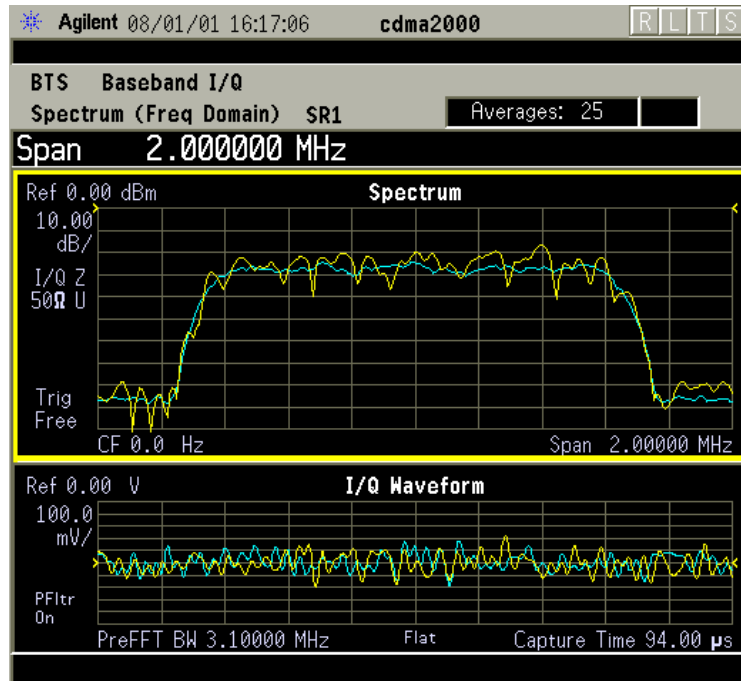 Agilent 08/01/01 16:17:06 cdma2000 R L T S
BTS Baseband I/Q
Spectrum (Freq Domain) SR1 Averages: 25
Span 2.000000 MHz
Ref 0.00 dBm Spectrum
10.00
dB/
I/Q Z
50Ω U
Trig
Free
CF 0.0 Hz Span 2.00000 MHz
Ref 0.00 V I/Q Waveform
100.0
mV/
PFltr
On
PreFFT BW 3.10000 MHz Flat Capture Time 94.00 µs